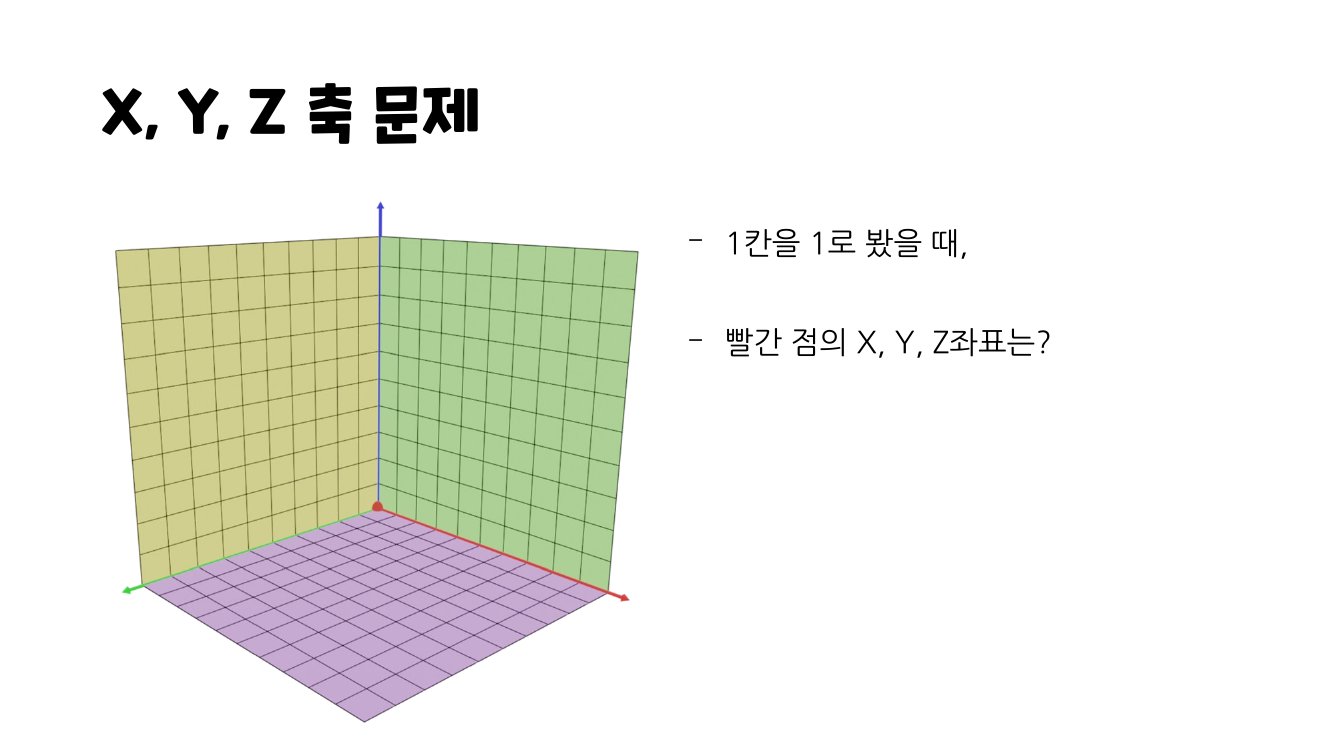 X, Y, Z 축 문제
- 1칸을 1로 봤을 때,
- 빨간 점의 X, Y, Z좌표는?